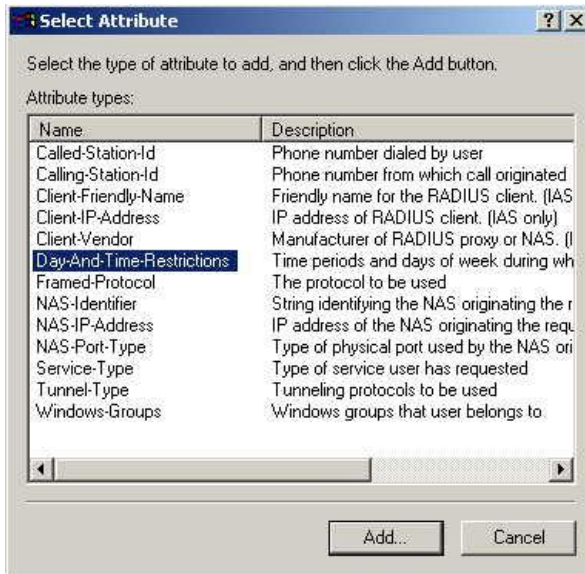 Select Attribute
Select the type of attribute to add, and then click the Add button.
Attribute types:
Name Description
Called-Station-Id Phone number dialed by user
Calling-Station-Id Phone number from which call originated
Client-Friendly-Name Friendly name for the RADIUS client. (IAS
Client-IP-Address IP address of RADIUS client. (IAS only)
Client-Vendor Manufacturer of RADIUS proxy or NAS. (I
Day-And-Time-Restrictions Time periods and days of week during wh
Framed-Protocol The protocol to be used
NAS-Identifier String identifying the NAS originating the r
NAS-IP-Address IP address of the NAS originating the requ
NAS-Port-Type Type of physical port used by the NAS ori
Service-Type Type of service user has requested
Tunnel-Type Tunneling protocols to be used
Windows-Groups Windows groups that user belongs to
Add... Cancel